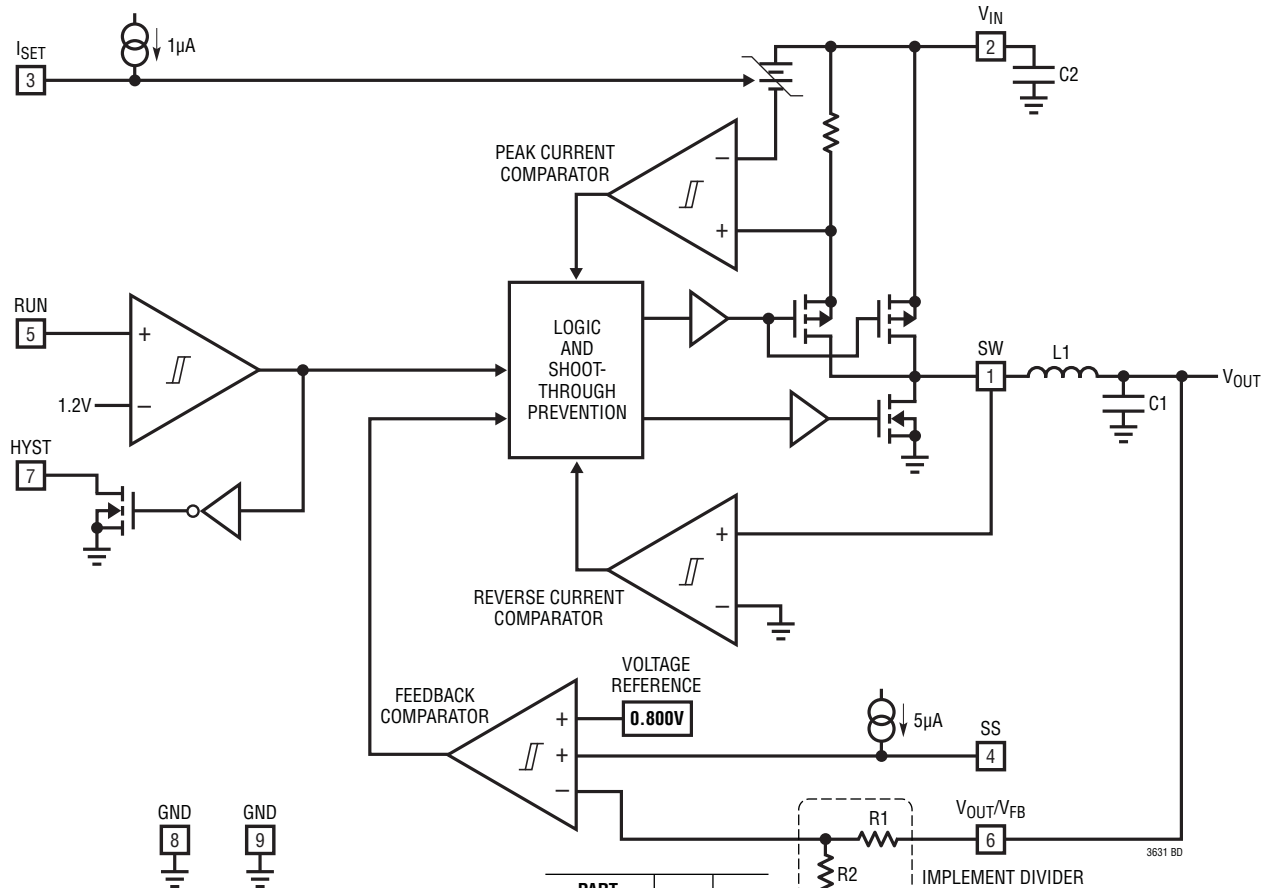 ISET
3
1µA
VIN
2
C2
PEAK CURRENT
COMPARATOR
−
+
RUN
5
+
−
1.2V
HYST
7
LOGIC
AND
SHOOT-
THROUGH
PREVENTION
SW
1
L1
VOUT
C1
+
−
REVERSE CURRENT
COMPARATOR
VOLTAGE
REFERENCE
0.800V
FEEDBACK
COMPARATOR
+
+
−
5µA
SS
4
VOUT/VFB
6
R1
R2
3631 BD
GND
8
GND
9
PART
IMPLEMENT DIVIDER